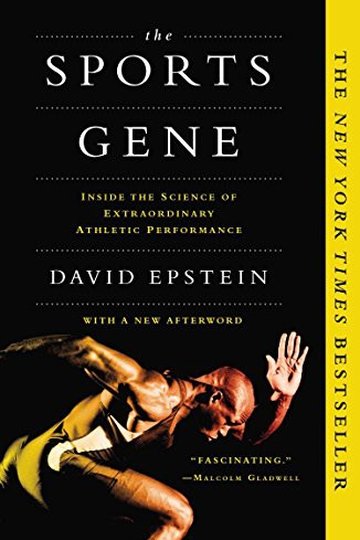 the
SPORTS
GENE
INSIDE THE SCIENCE OF
EXTRAORDINARY
ATHLETIC PERFORMANCE
DAVID EPSTEIN
WITH A NEW AFTERWORD
"FASCINATING."
—MALCOLM GLADWELL
THE NEW YORK TIMES BESTSELLER